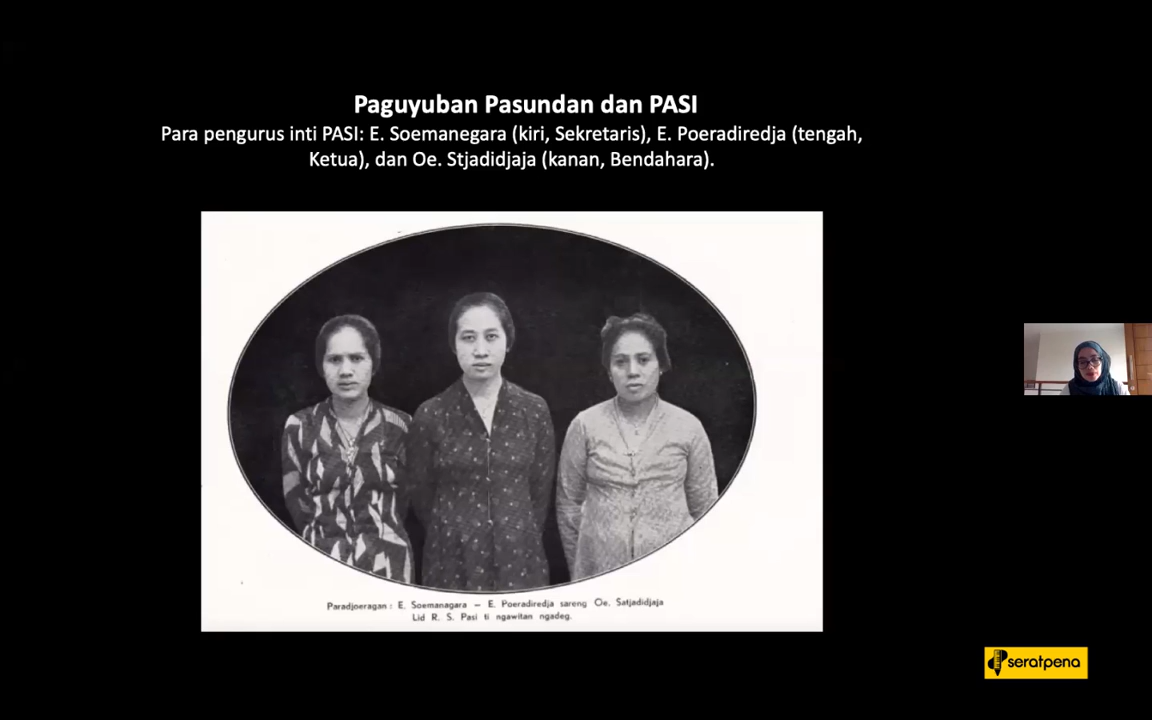 Paguyuban Pasundan dan PASI
Para pengurus inti PASI: E. Soemanegara (kiri, Sekretaris), E. Poeradiredja (tengah,
Ketua), dan Oe. Stjadidjaja (kanan, Bendahara).
Paradjoeragan : E. Soemanagara — E. Poeradiredja sareng Oe. Satjadidjaja
Lid R. S. Pasi ti ngawitan ngadeg.
seratpena